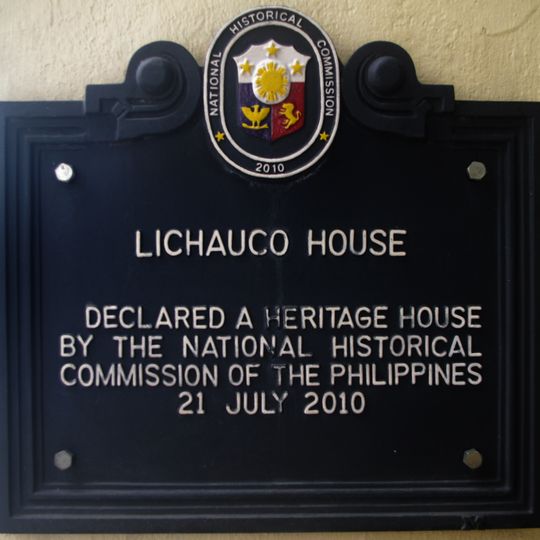 NATIONAL HISTORICAL COMMISSION
2010
LICHAUCO HOUSE
DECLARED A HERITAGE HOUSE
BY THE NATIONAL HISTORICAL
COMMISSION OF THE PHILIPPINES
21 JULY 2010